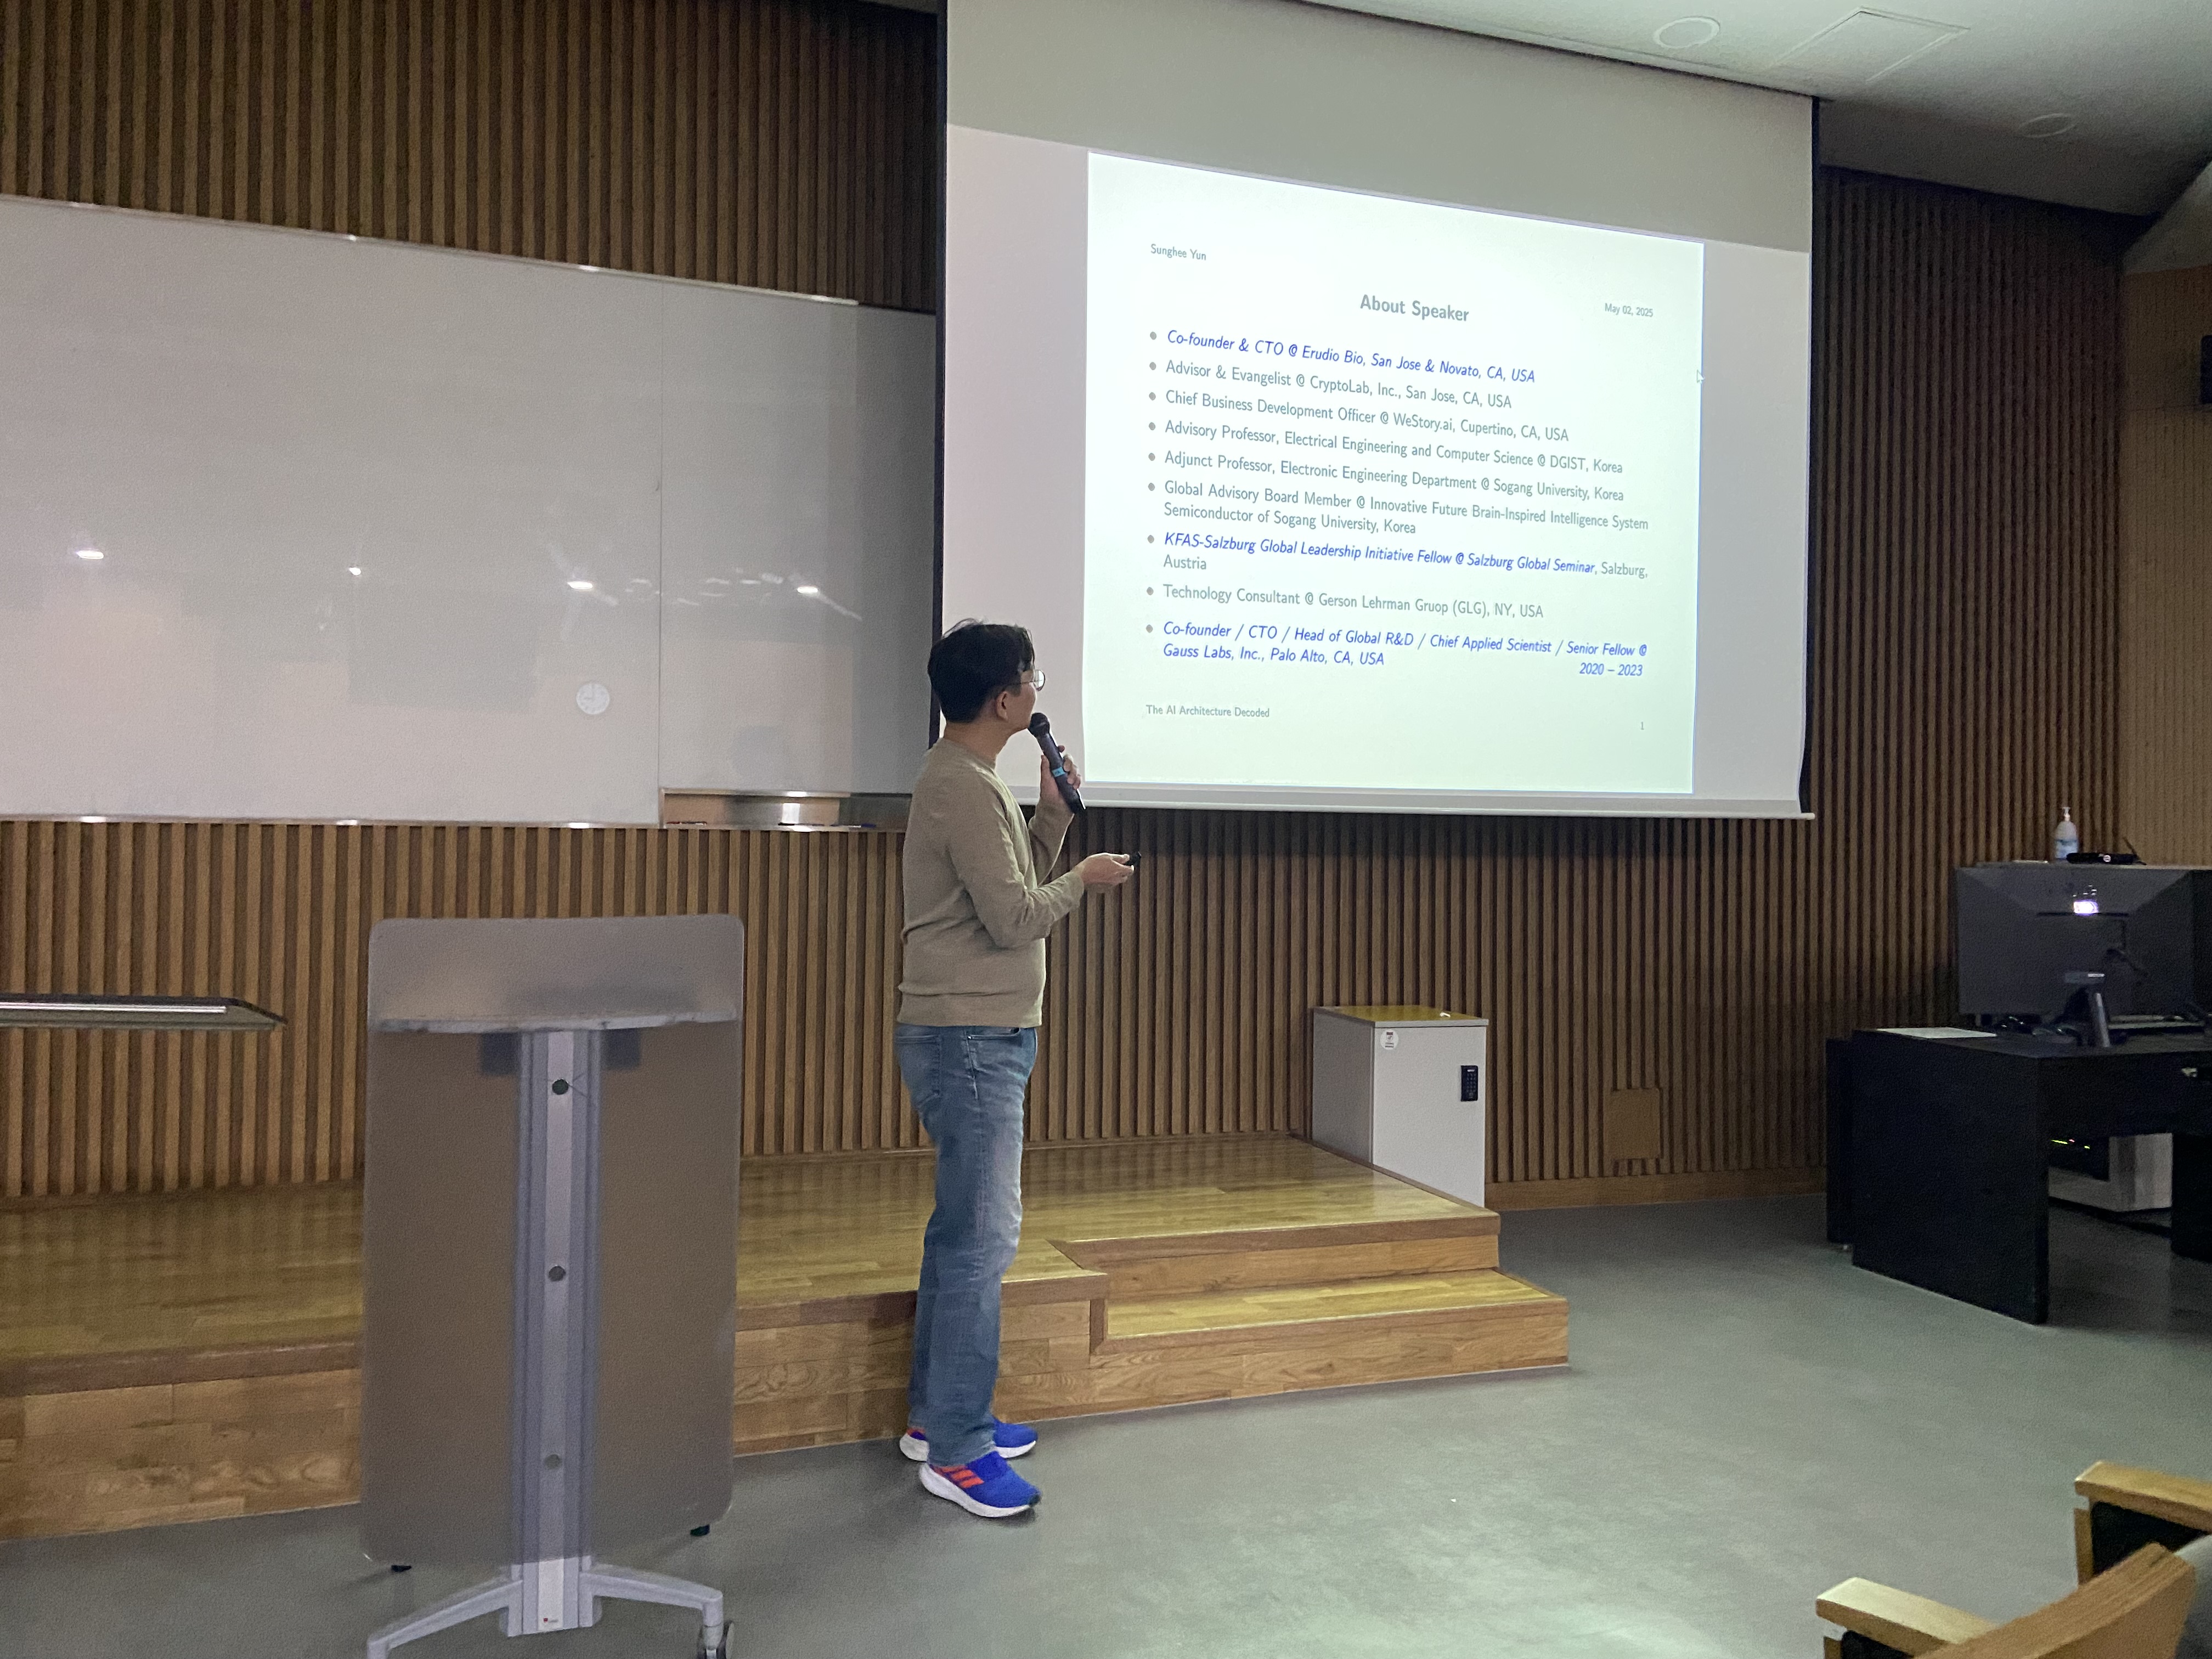 Sunghee Yun
May 02, 2025
About Speaker
• Co-founder & CTO @ Erudio Bio, San Jose & Novato, CA, USA
• Advisor & Evangelist @ CryptoLab, Inc., San Jose, CA, USA
• Chief Business Development Officer @ WeStory.ai, Cupertino, CA, USA
• Advisory Professor, Electrical Engineering and Computer Science @ DGIST, Korea
• Adjunct Professor, Electronic Engineering Department @ Sogang University, Korea
• Global Advisory Board Member @ Innovative Future Brain-Inspired Intelligence System
Semiconductor of Sogang University, Korea
• KFAS-Salzburg Global Leadership Initiative Fellow @ Salzburg Global Seminar, Salzburg,
Austria
• Technology Consultant @ Gerson Lehrman Gruop (GLG), NY, USA
• Co-founder / CTO / Head of Global R&D / Chief Applied Scientist / Senior Fellow @
Gauss Labs, Inc., Palo Alto, CA, USA 2020 – 2023
The AI Architecture Decoded
1